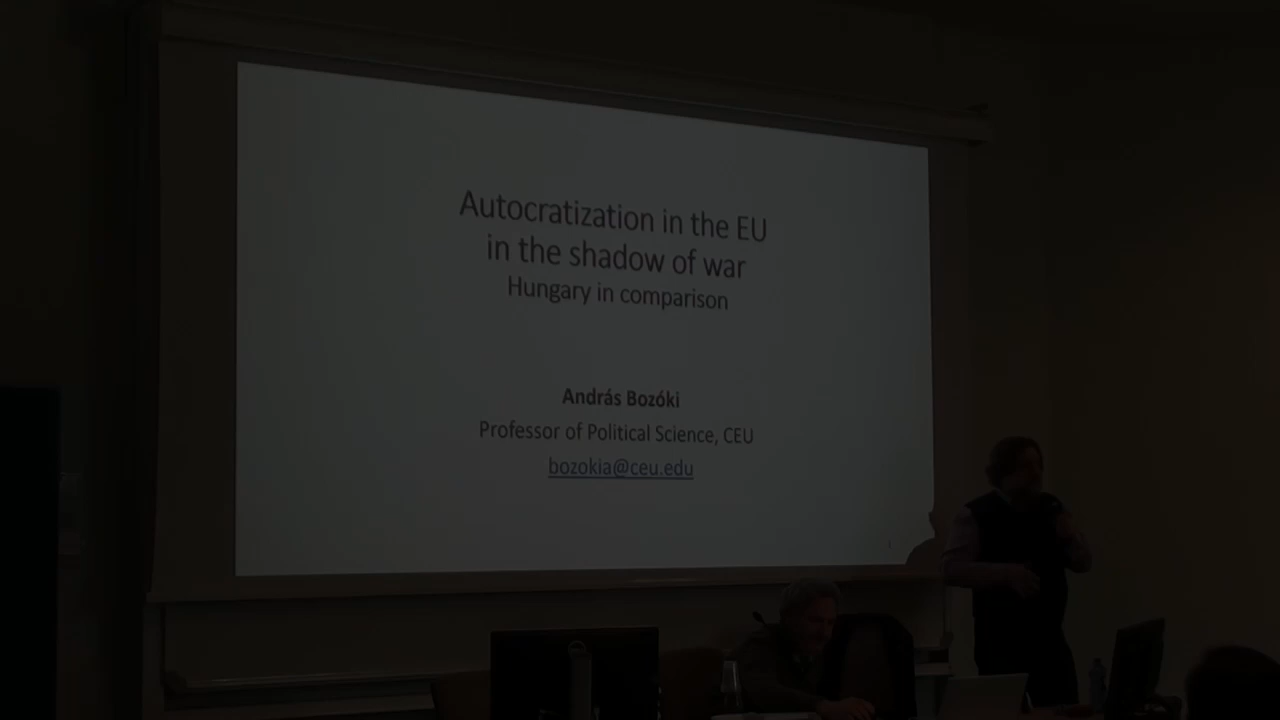 Autocratization in the EU
in the shadow of war
Hungary in comparison
András Bozóki
Professor of Political Science, CEU
bozokia@ceu.edu